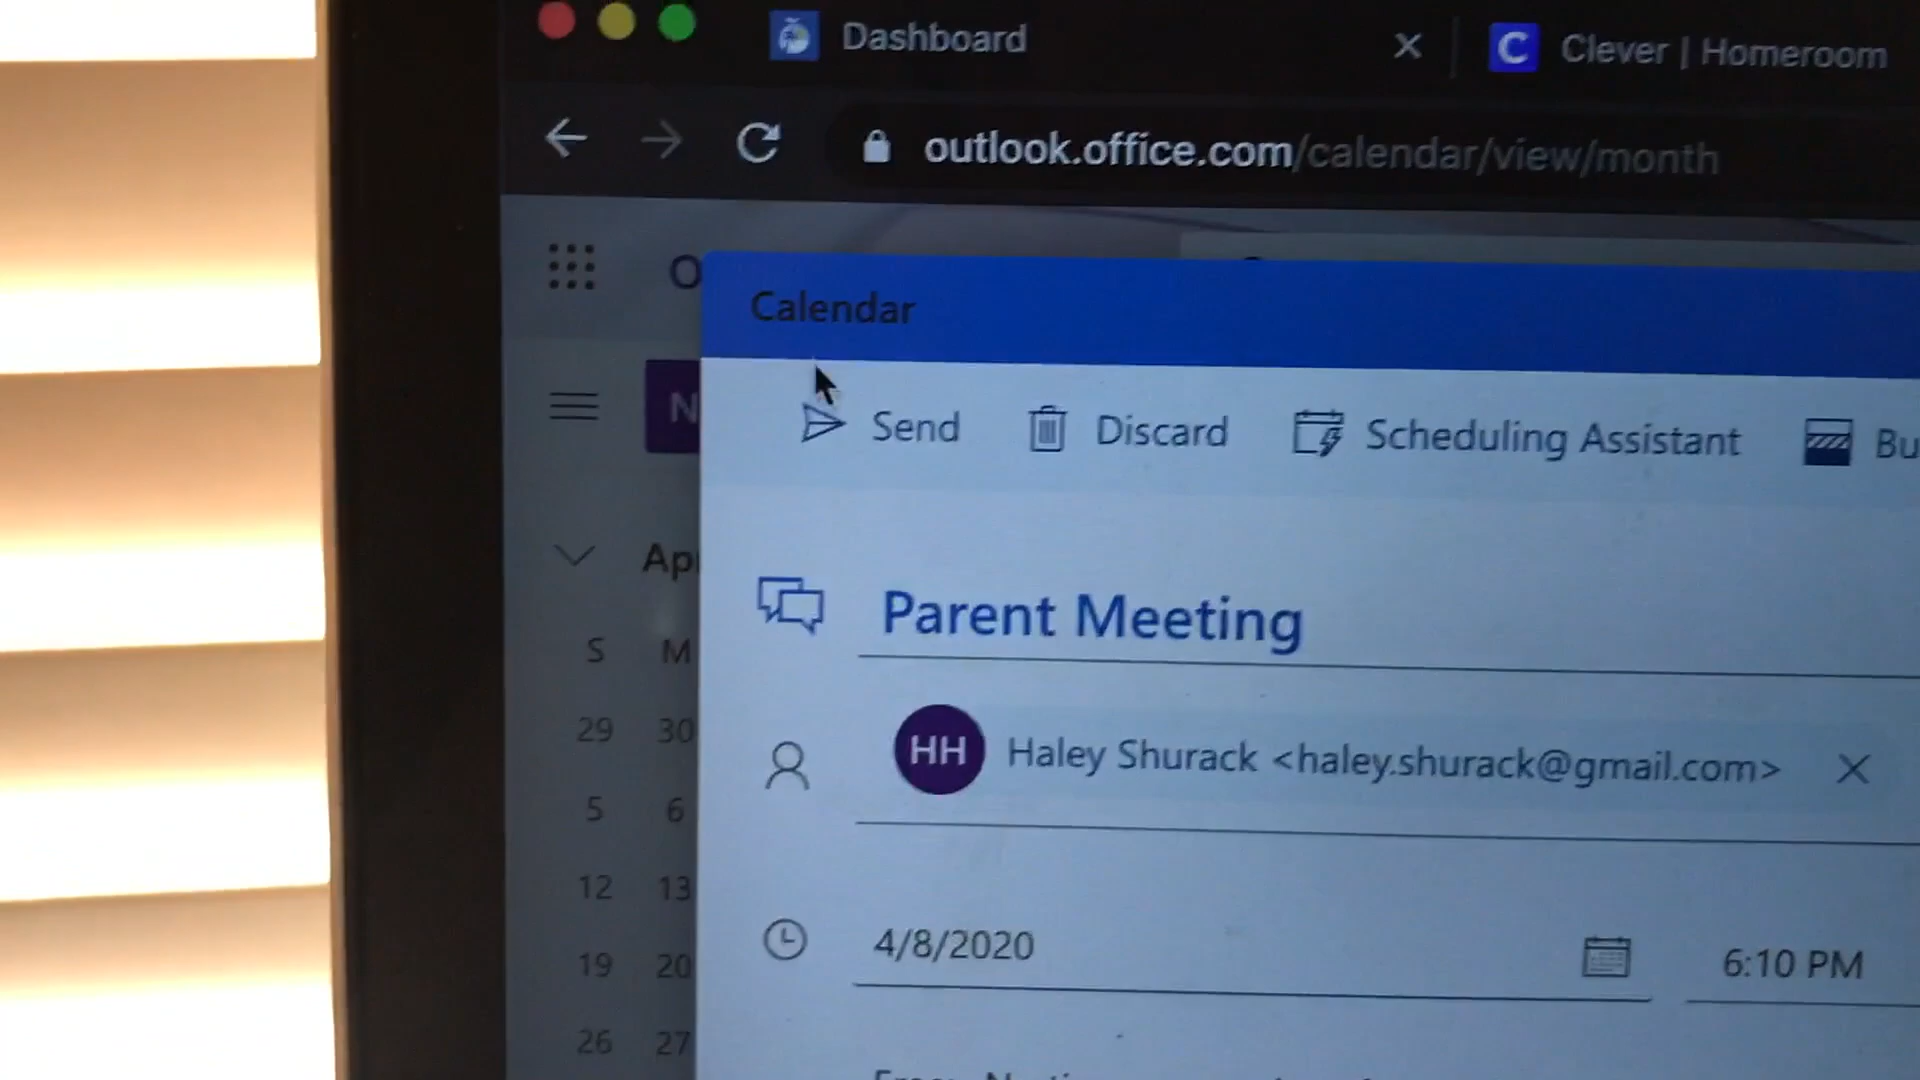 Dashboard
Clever | Homeroom
outlook.office.com/calendar/view/month
O
Calendar
N
Send
Discard
Scheduling Assistant
Bu
Ap
Parent Meeting
S M
29 30
HH
Haley Shurack <haley.shurack@gmail.com>
5 6
12 13
4/8/2020
6:10 PM
19 20
26 27